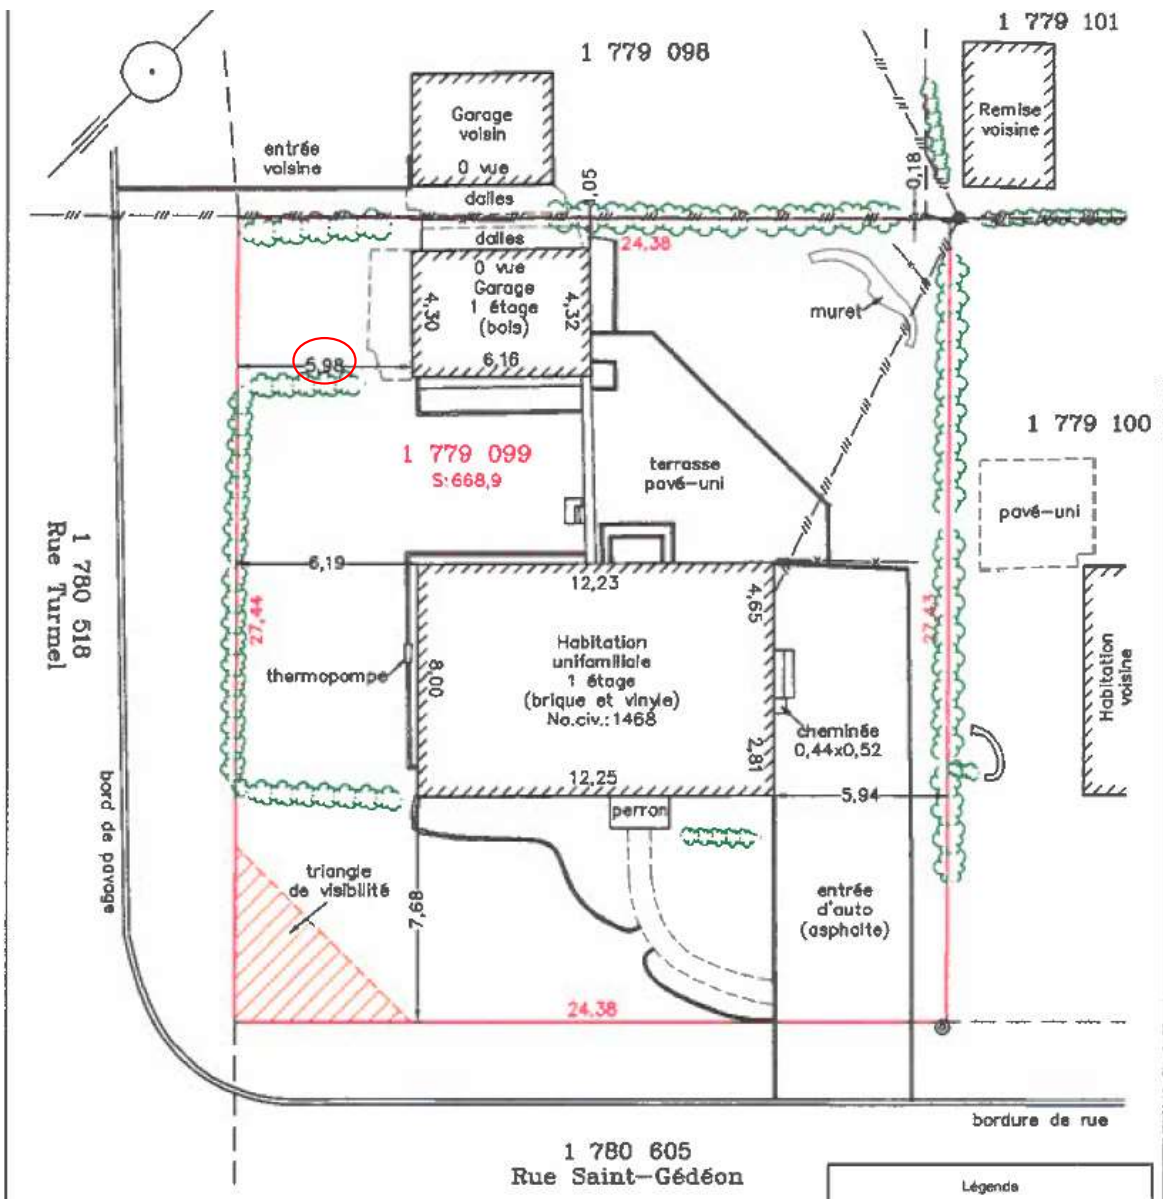 1 779 101
1 779 098
Garage
voisin
0 vue
Remise
voisine
entrée
voisine
dalles
1,05
0,18
24,38
dalles
0 vue
Garage
1 étage
(bois)
4,30
4,32
6,16
muret
5,98
1 779 099
S:668,9
1 779 100
terrasse
pavé-uni
pavé-uni
1 780 518
Rue Turmel
6,19
12,23
4,65
27,44
27,43
Habitation
unifamiliale
1 étage
(brique et vinyle)
No.civ.: 1468
thermopompe
8,00
Habitation
voisine
cheminée
0,44x0,52
2,81
12,25
5,94
perron
bord de pavage
triangle
de visibilité
7,68
entrée
d'auto
(asphalte)
24,38
bordure de rue
1 780 605
Rue Saint-Gédéon
Légende